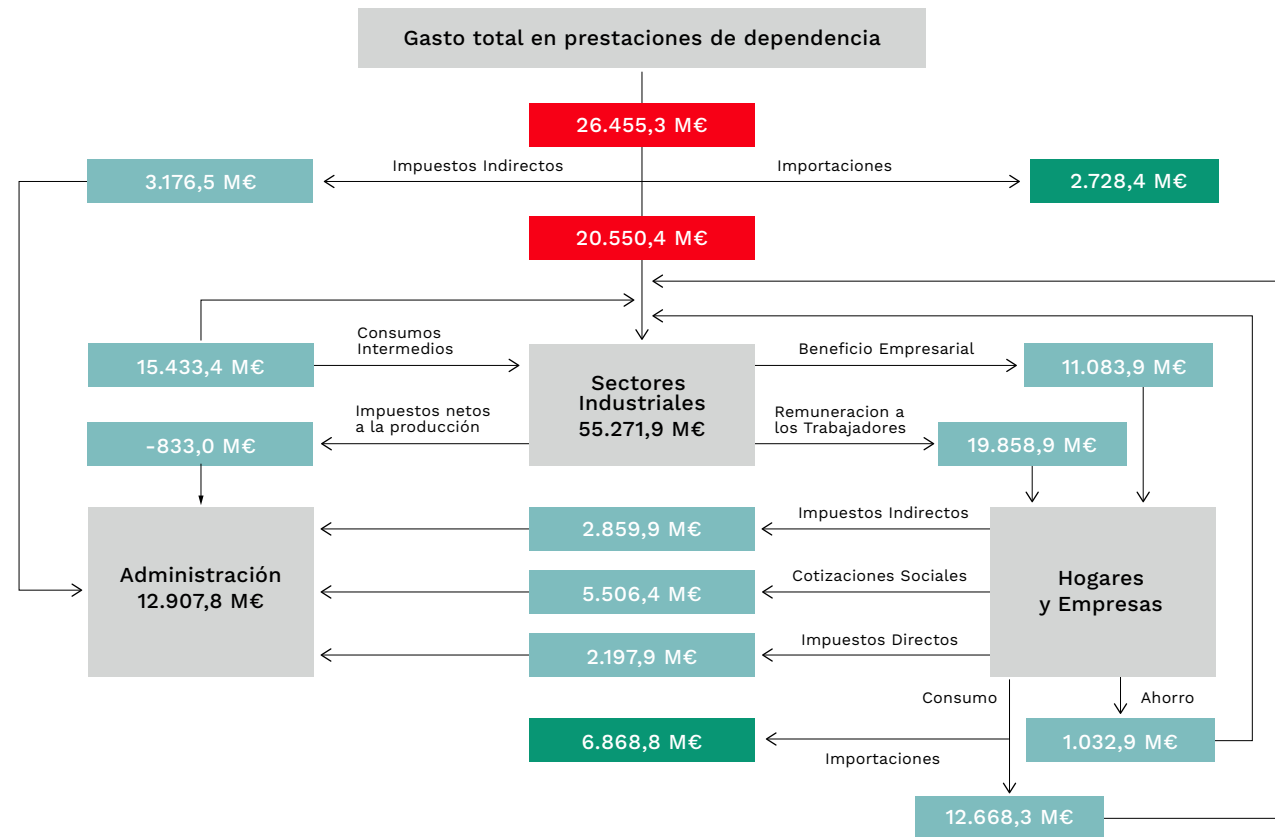 Gasto total en prestaciones de dependencia
26.455,3 M€
Impuestos Indirectos
Importaciones
3.176,5 M€
2.728,4 M€
20.550,4 M€
Consumos
Intermedios
Beneficio Empresarial
15.433,4 M€
11.083,9 M€
Sectores
Industriales
55.271,9 M€
Impuestos netos
a la producción
Remuneracion a
los Trabajadores
-833,0 M€
19.858,9 M€
Impuestos Indirectos
2.859,9 M€
Administración
12.907,8 M€
Cotizaciones Sociales
5.506,4 M€
Hogares
y Empresas
Impuestos Directos
2.197,9 M€
Consumo
Ahorro
6.868,8 M€
Importaciones
1.032,9 M€
12.668,3 M€